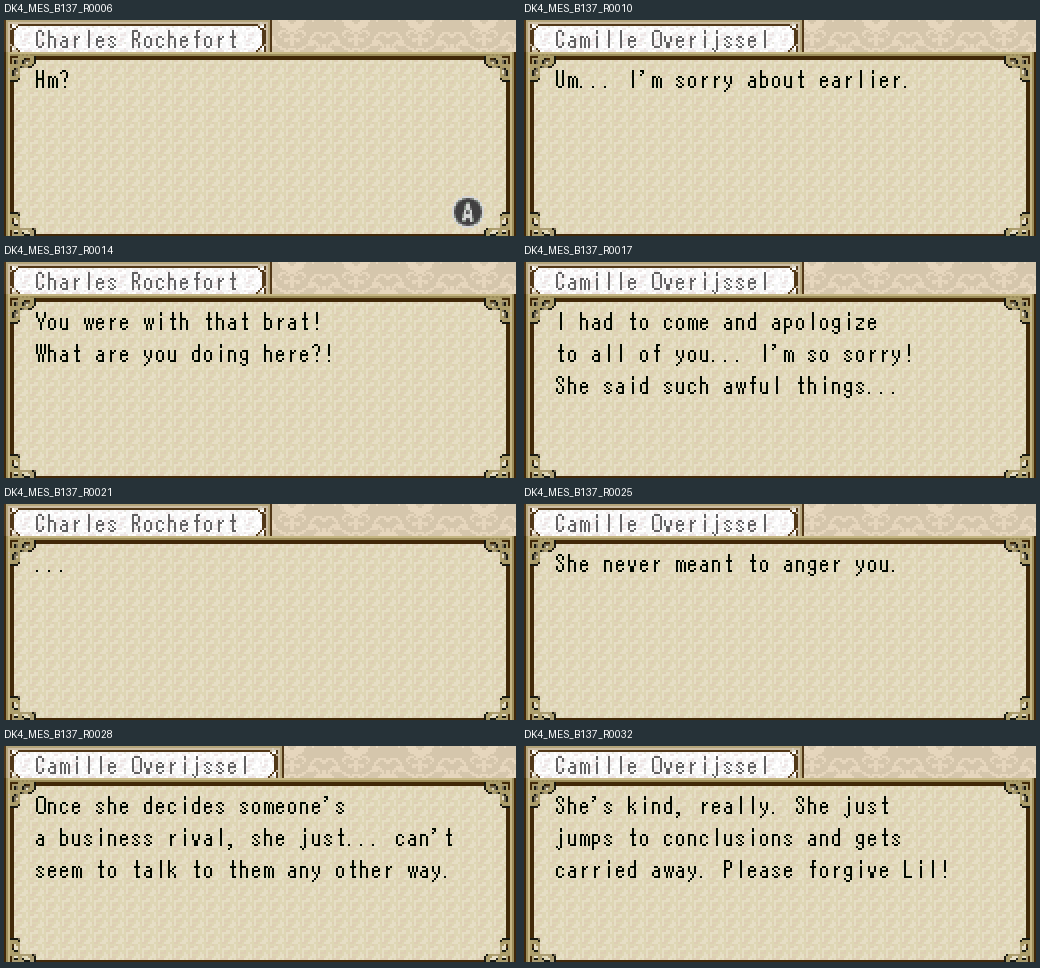 DK4_MES_B137_R0006
Charles Rochefort
Hm?
A
DK4_MES_B137_R0010
Camille Overijssel
Um... I'm sorry about earlier.
DK4_MES_B137_R0014
Charles Rochefort
You were with that brat!
What are you doing here?!
DK4_MES_B137_R0017
Camille Overijssel
I had to come and apologize
to all of you... I'm so sorry!
She said such awful things...
DK4_MES_B137_R0021
Charles Rochefort
...
DK4_MES_B137_R0025
Camille Overijssel
She never meant to anger you.
DK4_MES_B137_R0028
Camille Overijssel
Once she decides someone's
a business rival, she just... can't
seem to talk to them any other way.
DK4_MES_B137_R0032
Camille Overijssel
She's kind, really. She just
jumps to conclusions and gets
carried away. Please forgive Lil!